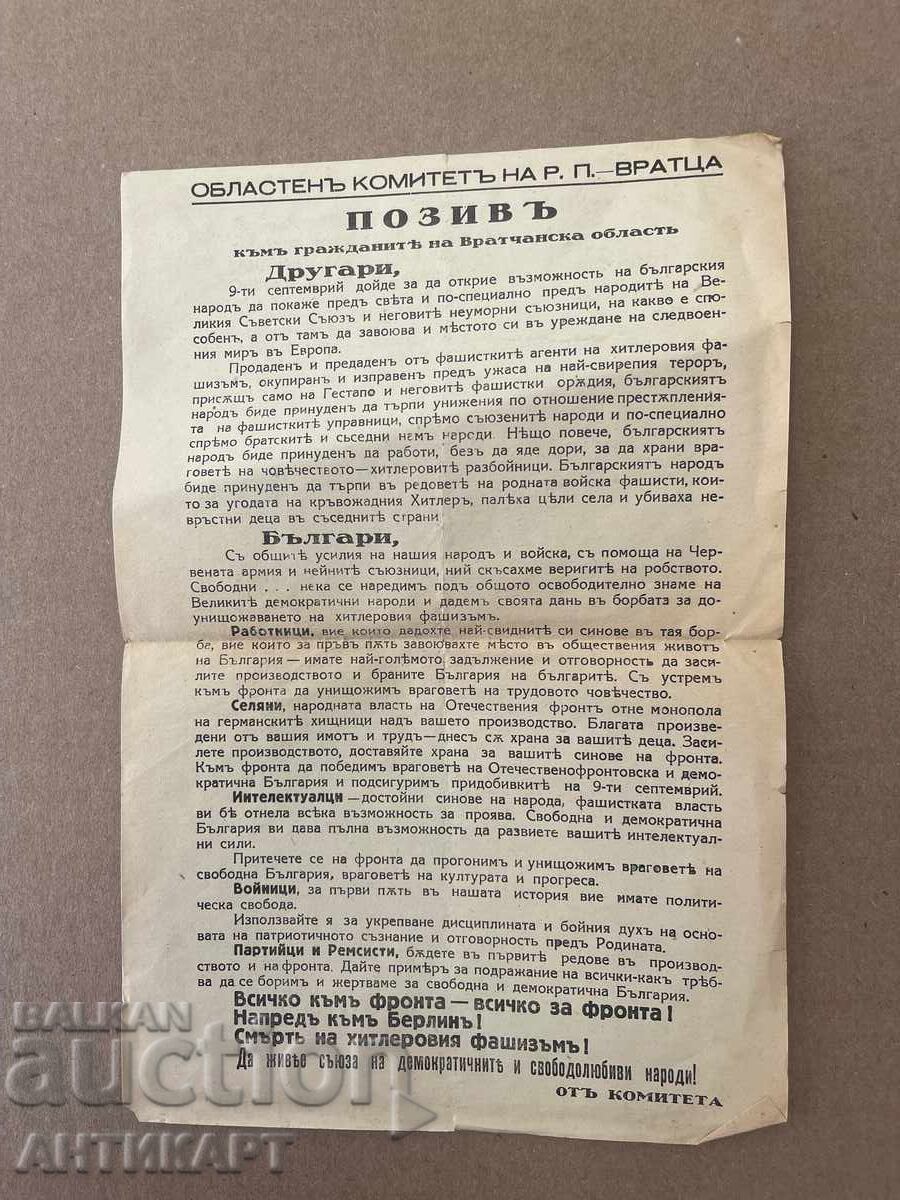 ОБЛАСТЕНЪ КОМИТЕТЪ НА Р. П.—ВРАТЦА
ПОЗИВЪ
къмъ гражданитѣ на Вратчанска область
Другари,
9-ти септемврий дойде за да открие възможность на българския
народъ да покаже предъ свѣта и по-специално предъ народитѣ на Ве-
ликия Съветски Съюзъ и неговитѣ неуморни съюзници, на какво е спо-
собенъ, а отъ тамъ да завоюва и мѣстото си въ уреждане на следвоен-
ния миръ въ Европа.
Продаденъ и предаденъ отъ фашисткитѣ агенти на хитлеровия фа-
шизъмъ, окупиранъ и изправенъ предъ ужаса на най-свирепия тероръ,
присѫщъ само на Гестапо и неговитѣ фашистки орѫдия, българскиятъ
народъ биде принуденъ да търпи унижения по отношение престѫпленията
та на фашисткитѣ управници, спрѣмо съюзенитѣ народи и по-специално
спрѣмо братскитѣ и съседни немъ народи. Нѣщо повече, българскиятъ
народъ биде принуденъ да работи, безъ да яде дори, за да храни вра-
говетѣ на човѣчеството—хитлеровитѣ разбойници. Българскиятъ народъ
биде принуденъ да търпи въ редоветѣ на родната войска фашисти, кои-
то за угодата на кръвожадния Хитлеръ, палѣха цѣли села и убиваха не-
връстни деца въ съседнитѣ страни
Българи,
Съ общитѣ усилия на нашия народъ и войска, съ помоща на Чер-
вената армия и нейнитѣ съюзници, ний скъсахме веригитѣ на робството.
Свободни . . . нека се наредимъ подъ общото освободително знаме на
Великитѣ демократични народи и дадемъ своята дань въ борбата за до-
унищожаването на хитлеровия фашизъмъ.
Работници, вие които дадохте най-свиднитѣ си синове въ тая бор-
ба, вие които за пръвъ пѫть завоювахте мѣсто въ обществения животъ
на България — имате най-голѣмото задължение и отговорность да заси-
лите производството и браните България на българитѣ. Съ устремъ
къмъ фронта да унищожимъ враговетѣ на трудовото човѣчество.
Селяни, народната власть на Отечествения фронтъ отне монопола
на германскитѣ хищници надъ вашето производство. Благата произве-
дени отъ вашия имотъ и трудъ—днесъ сѫ храна за вашитѣ деца. Заси-
лете производството, доставяйте храна за вашитѣ синове на фронта.
Къмъ фронта да победимъ враговетѣ на Отечественофронтовска и демо-
кратична България и подсигуримъ придобивкитѣ на 9-ти септемврий.
Интелектуалци —достойни синове на народа, фашистката власть
ви бѣ отнела всѣка възможность за проява. Свободна и демократична
България ви дава пълна възможность да развиете вашитѣ интелектуал-
ни сили.
Притечете се на фронта да прогонимъ и унищожимъ враговетѣ на
свободна България, враговетѣ на културата и прогреса.
Войници, за първи пѫть въ нашата история вие имате полити-
ческа свобода.
Използвайте я за укрепване дисциплината и бойния духъ на осно-
вата на патриотичното съзнание и отговорность предъ Родината.
Партийци и Ремсисти, бѫдете въ първитѣ редове въ производ-
ството и на фронта. Дайте примѣръ за подражание на всички-какъ трѣб-
ва да се боримъ и жертваме за свободна и демократична България.
Всичко къмъ фронта — всичко за фронта!
Напредъ къмъ Берлинъ!
Смърть на хитлеровия фашизъмъ!
Да живѣе съюза на демократичните и свободолюбиви народи!
ОТЪ КОМИТЕТА
BALKAN
auction
АНТИКАРТ